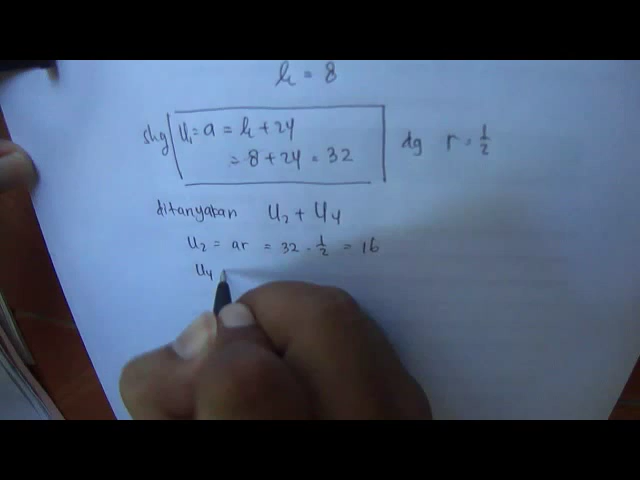 k = 8
shg U₁ = a = k + 24 dg r = 1/2
= 8 + 24 = 32
ditanyakan U₂ + U₄
U₂ = ar = 32 · 1/2 = 16
U₄